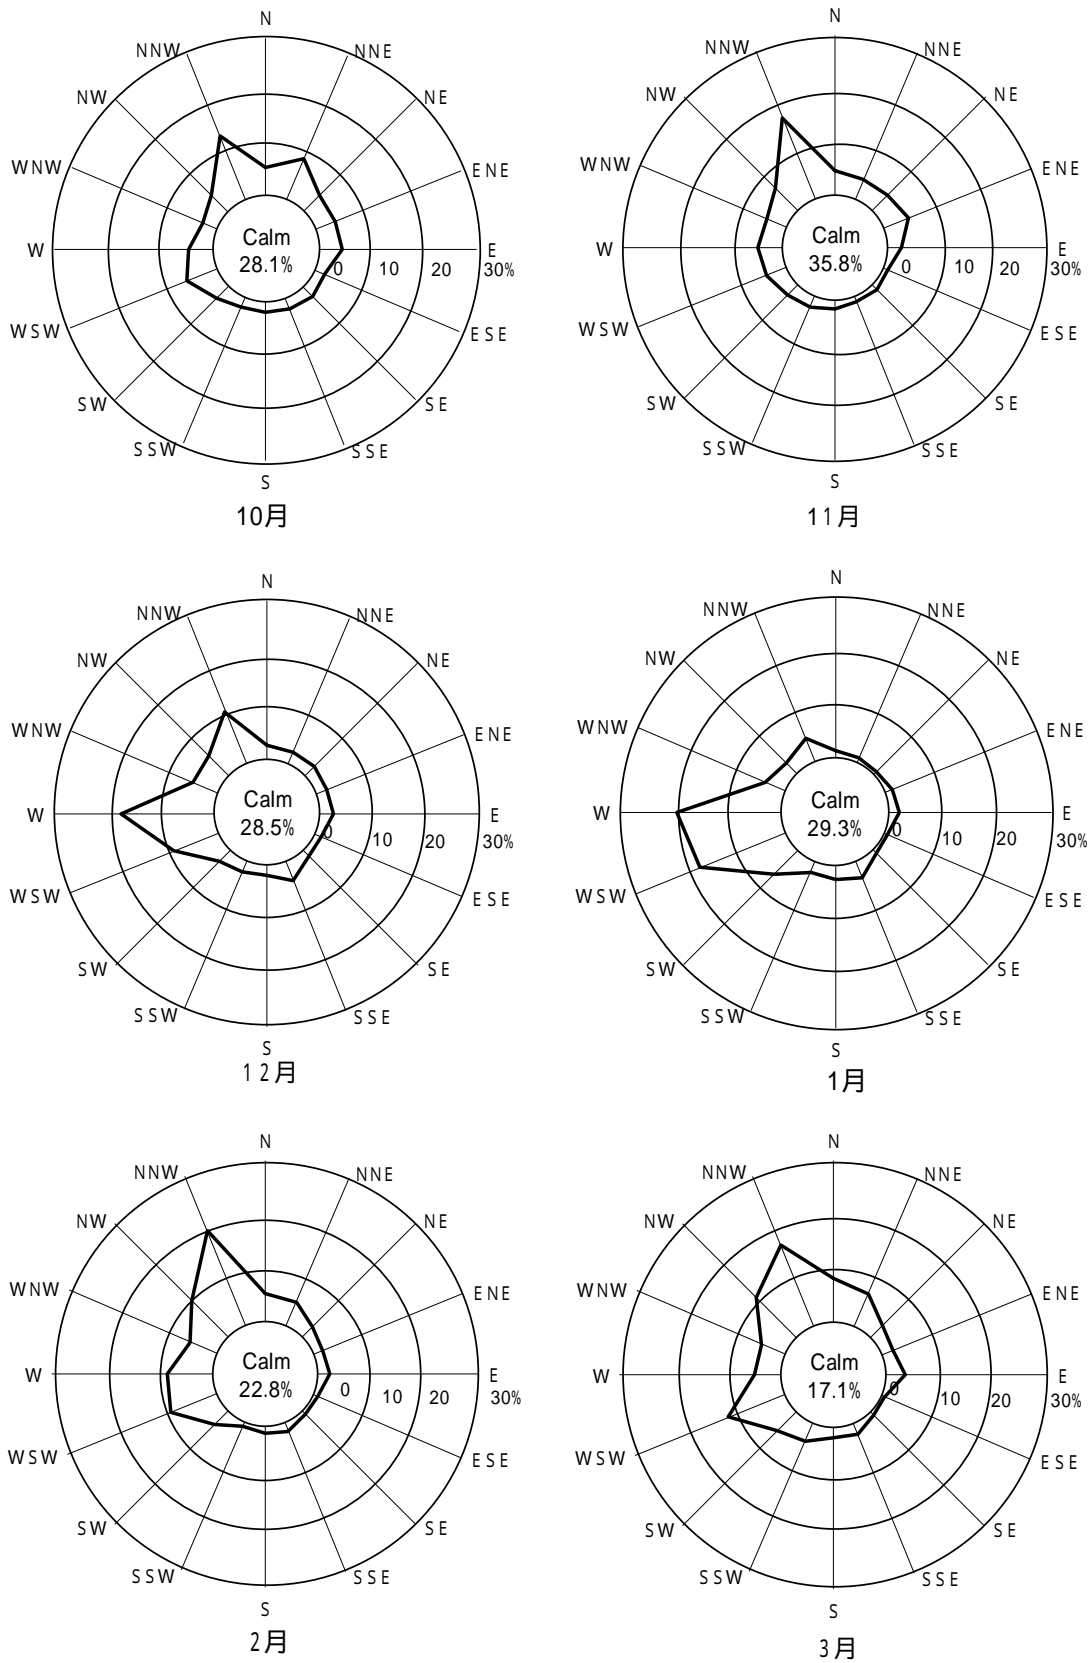 N
NNW NNE
NW NE
WNW ENE
Calm
28.1%
W E
0 10 20 30%
WSW ESE
SW SE
SSW SSE
S
10月
N
NNW NNE
NW NE
WNW ENE
Calm
35.8%
W E
0 10 20 30%
WSW ESE
SW SE
SSW SSE
S
11月
N
NNW NNE
NW NE
WNW ENE
Calm
28.5%
W E
0 10 20 30%
WSW ESE
SW SE
SSW SSE
S
12月
N
NNW NNE
NW NE
WNW ENE
Calm
29.3%
W E
0 10 20 30%
WSW ESE
SW SE
SSW SSE
S
1月
N
NNW NNE
NW NE
WNW ENE
Calm
22.8%
W E
0 10 20 30%
WSW ESE
SW SE
SSW SSE
S
2月
N
NNW NNE
NW NE
WNW ENE
Calm
17.1%
W E
0 10 20 30%
WSW ESE
SW SE
SSW SSE
S
3月